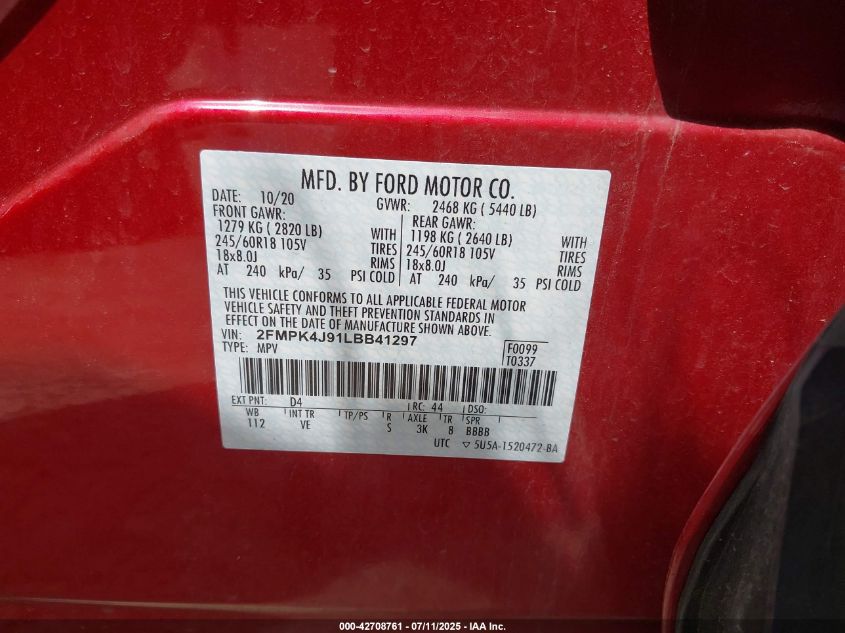 MFD. BY FORD MOTOR CO.
DATE: 10/20 GVWR: 2468 KG ( 5440 LB)
FRONT GAWR: REAR GAWR:
1279 KG ( 2820 LB) WITH 1198 KG ( 2640 LB) WITH
245/60R18 105V TIRES 245/60R18 105V TIRES
18x8.0J RIMS 18x8.0J RIMS
AT 240 kPa/ 35 PSI COLD AT 240 kPa/ 35 PSI COLD
THIS VEHICLE CONFORMS TO ALL APPLICABLE FEDERAL MOTOR
VEHICLE SAFETY AND THEFT PREVENTION STANDARDS IN
EFFECT ON THE DATE OF MANUFACTURE SHOWN ABOVE.
VIN: 2FMPK4J91LBB41297 F0099
TYPE: MPV T0337
EXT PNT: D4 RC: 44 DSO:
WB INT TR TP/PS R AXLE TR SPR
112 VE S 3K B BBBB
UTC ▽ 5U5A-1520472-BA
000-42708761 - 07/11/2025 - IAA Inc.